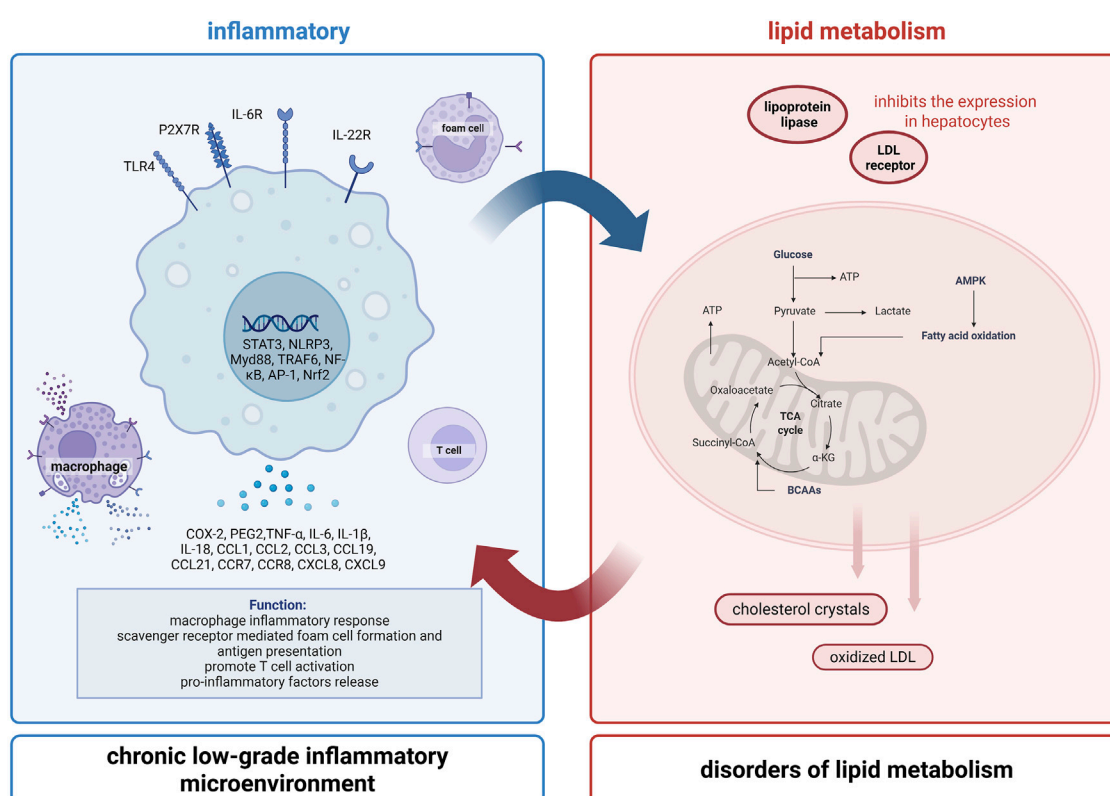 inflammatory
lipid metabolism
IL-6R
P2X7R
IL-22R
TLR4
foam cell
STAT3, NLRP3,
Myd88, TRAF6, NF-
κB, AP-1, Nrf2
macrophage
T cell
COX-2, PEG2,TNF-α, IL-6, IL-1β,
IL-18, CCL1, CCL2, CCL3, CCL19,
CCL21, CCR7, CCR8, CXCL8, CXCL9
Function:
macrophage inflammatory response
scavenger receptor mediated foam cell formation and
antigen presentation
promote T cell activation
pro-inflammatory factors release
chronic low-grade inflammatory
microenvironment
lipoprotein
lipase
inhibits the expression
in hepatocytes
LDL
receptor
Glucose
ATP
AMPK
ATP
Pyruvate
Lactate
Fatty acid oxidation
Acetyl-CoA
Oxaloacetate
Citrate
TCA
cycle
Succinyl-CoA
α-KG
BCAAs
cholesterol crystals
oxidized LDL
disorders of lipid metabolism